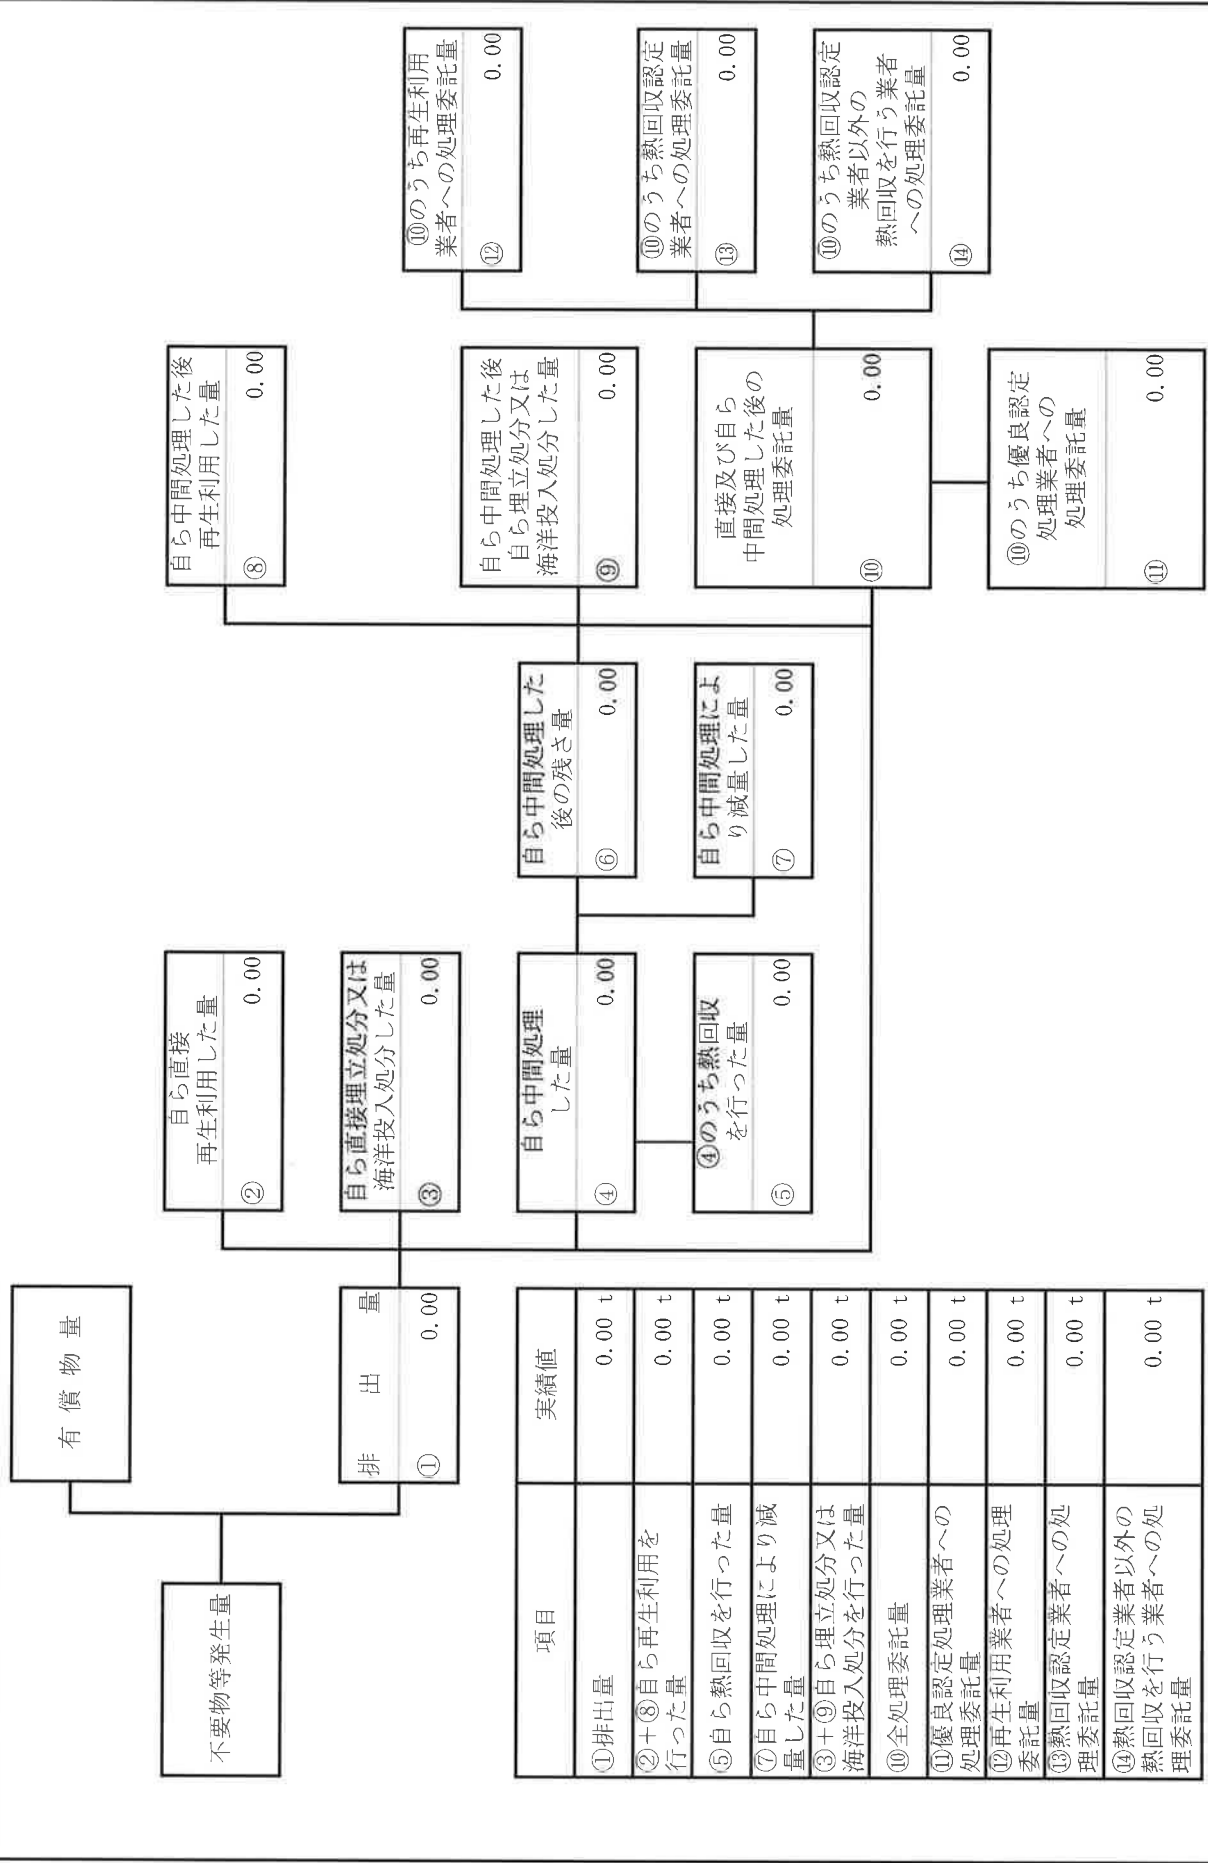 不要物等発生量
有償物量
排出量
① 0.00
自ら直接
再生利用した量
② 0.00
自ら直接埋立処分又は
海洋投入処分した量
③ 0.00
自ら中間処理
した量
④ 0.00
④のうち熱回収
を行った量
⑤ 0.00
自ら中間処理した
後の残さ量
⑥ 0.00
自ら中間処理によ
り減量した量
⑦ 0.00
自ら中間処理した後
再生利用した量
⑧ 0.00
自ら中間処理した後
自ら埋立処分又は
海洋投入処分した量
⑨ 0.00
直接及び自ら
中間処理した後の
処理委託量
⑩ 0.00
⑩のうち優良認定
処理業者への
処理委託量
⑪ 0.00
⑩のうち再生利用
業者への処理委託量
⑫ 0.00
⑩のうち熱回収認定
業者への処理委託量
⑬ 0.00
⑩のうち熱回収認定
業者以外の
熱回収を行う業者
への処理委託量
⑭ 0.00
項目 実績値
①排出量 0.00 t
②+⑧自ら再生利用を
行った量 0.00 t
⑤自ら熱回収を行った量 0.00 t
⑦自ら中間処理により減
量した量 0.00 t
③+⑨自ら埋立処分又は
海洋投入処分を行った量 0.00 t
⑩全処理委託量 0.00 t
⑪優良認定処理業者への
処理委託量 0.00 t
⑫再生利用業者への処理
委託量 0.00 t
⑬熱回収認定業者への処
理委託量 0.00 t
⑭熱回収認定業者以外の
熱回収を行う業者への処
理委託量 0.00 t